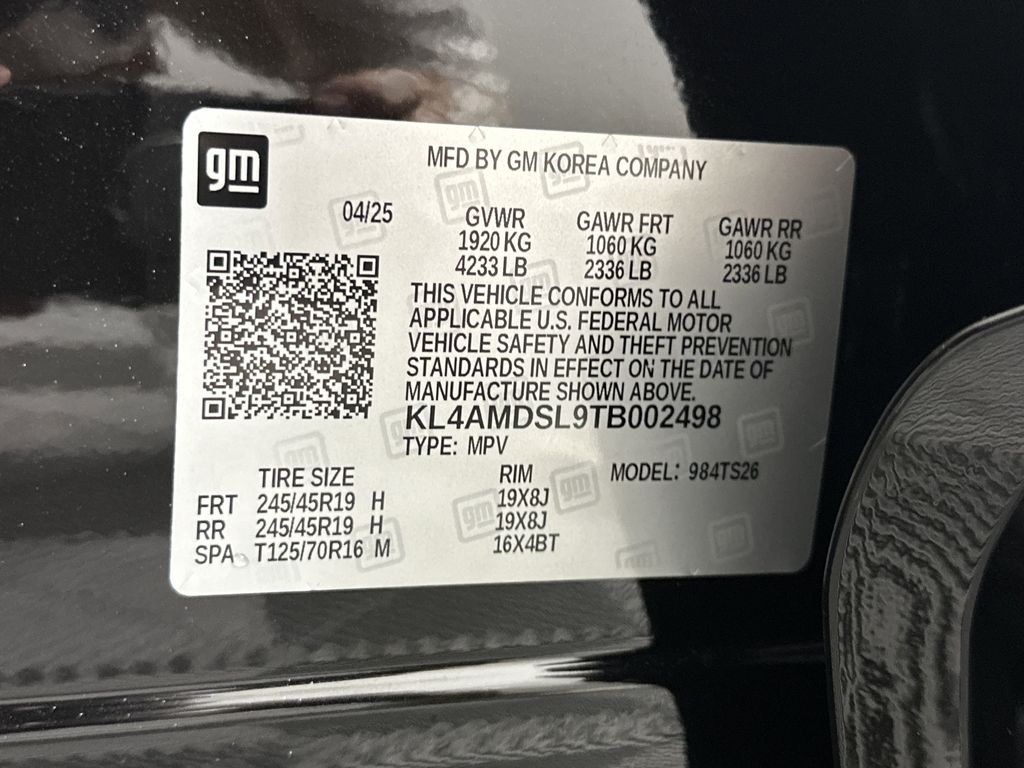 gm
MFD BY GM KOREA COMPANY
04/25 GVWR GAWR FRT GAWR RR
1920 KG 1060 KG 1060 KG
4233 LB 2336 LB 2336 LB
THIS VEHICLE CONFORMS TO ALL
APPLICABLE U.S. FEDERAL MOTOR
VEHICLE SAFETY AND THEFT PREVENTION
STANDARDS IN EFFECT ON THE DATE OF
MANUFACTURE SHOWN ABOVE.
KL4AMDSL9TB002498
TYPE: MPV
TIRE SIZE RIM MODEL: 984TS26
FRT 245/45R19 H 19X8J
RR 245/45R19 H 19X8J
SPA T125/70R16 M 16X4BT